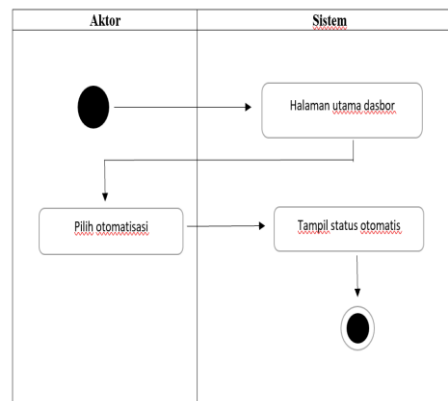 Aktor
Sistem
Halaman utama dasbor
Pilih otomatisasi
Tampil status otomatis